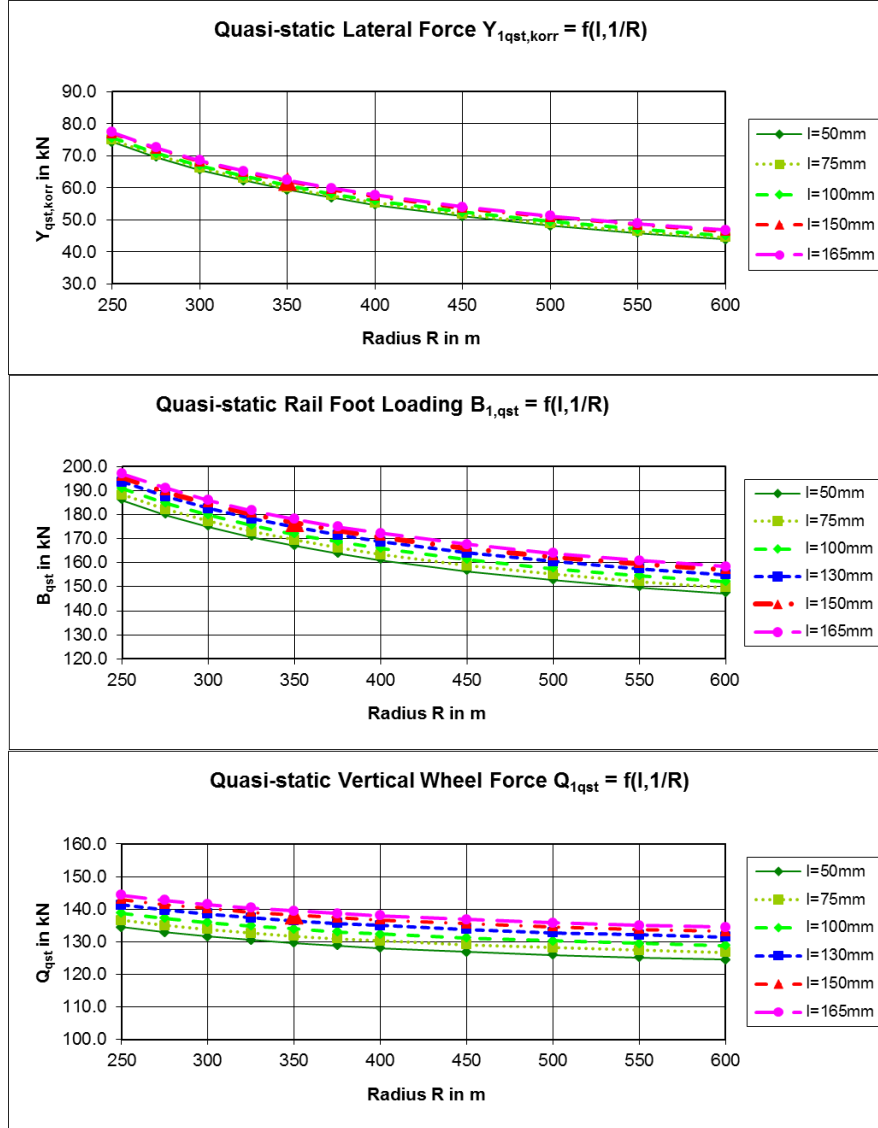 Quasi-static Lateral Force Y1qst,korr = f(I,1/R)
90.0
80.0
70.0
60.0
50.0
40.0
30.0
Yqst,korr in kN
250 300 350 400 450 500 550 600
Radius R in m
I=50mm
I=75mm
I=100mm
I=150mm
I=165mm
Quasi-static Rail Foot Loading B1,qst = f(I,1/R)
200.0
190.0
180.0
170.0
160.0
150.0
140.0
130.0
120.0
Bqst in kN
250 300 350 400 450 500 550 600
Radius R in m
I=50mm
I=75mm
I=100mm
I=130mm
I=150mm
I=165mm
Quasi-static Vertical Wheel Force Q1qst = f(I,1/R)
160.0
150.0
140.0
130.0
120.0
110.0
100.0
Qqst in kN
250 300 350 400 450 500 550 600
Radius R in m
I=50mm
I=75mm
I=100mm
I=130mm
I=150mm
I=165mm